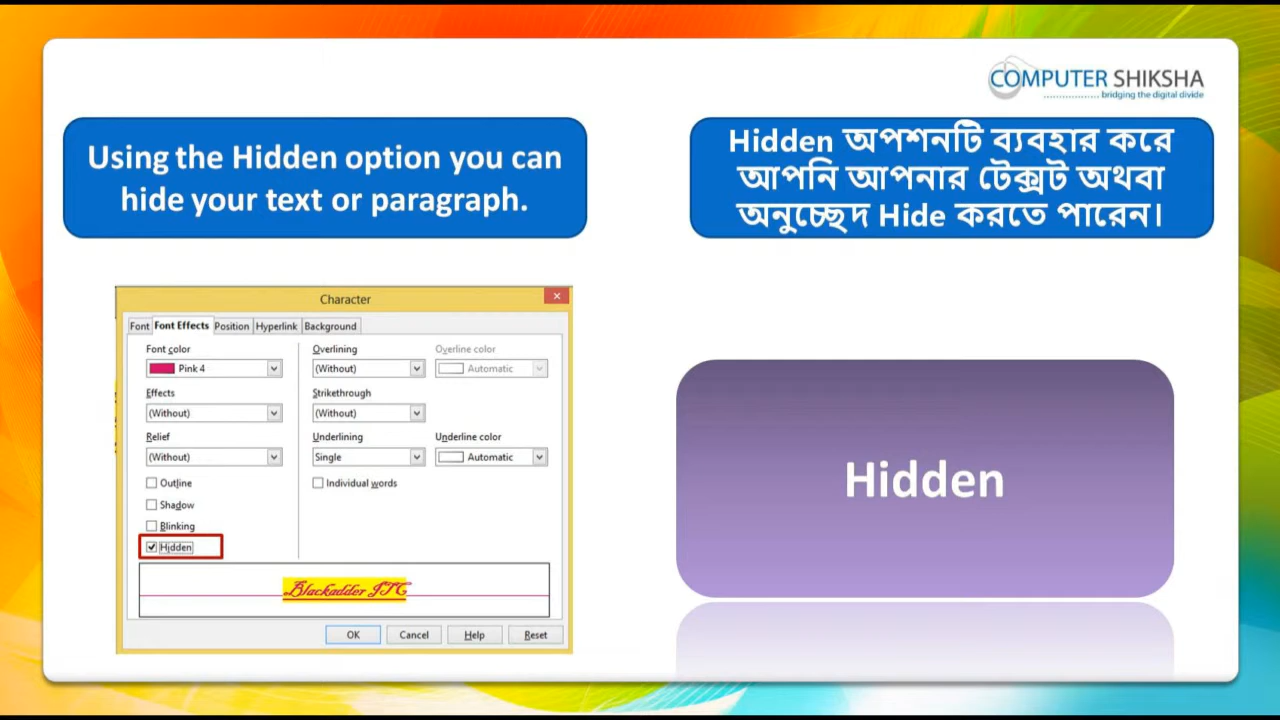 COMPUTER SHIKSHA
bridging the digital divide
Using the Hidden option you can
hide your text or paragraph.
Hidden অপশনটি ব্যবহার করে
আপনি আপনার টেক্সট অথবা
অনুচ্ছেদ Hide করতে পারেন।
Character
Font Font Effects Position Hyperlink Background
Font color Overlining Overline color
Pink 4 (Without) Automatic
Effects Strikethrough
(Without) (Without)
Relief Underlining Underline color
(Without) Single Automatic
Outline Individual words
Shadow
Blinking
Hidden
Blackadder ITC
OK Cancel Help Reset
Hidden